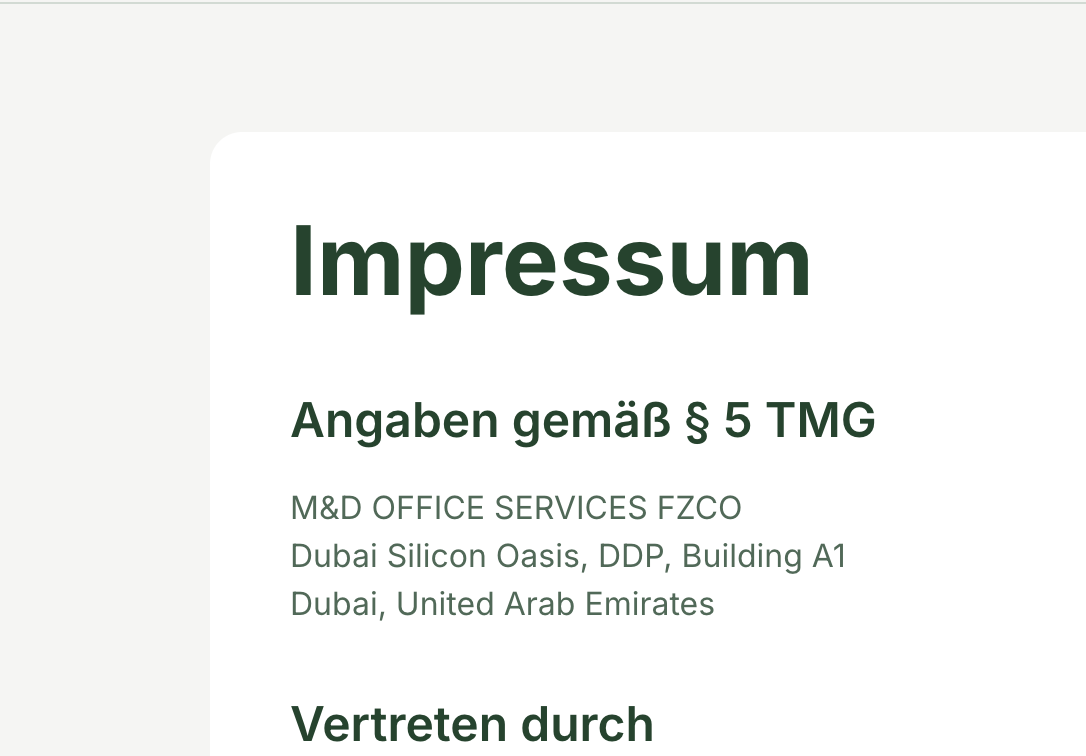 Impressum
Angaben gemäß § 5 TMG
M&D OFFICE SERVICES FZCO
Dubai Silicon Oasis, DDP, Building A1
Dubai, United Arab Emirates
Vertreten durch